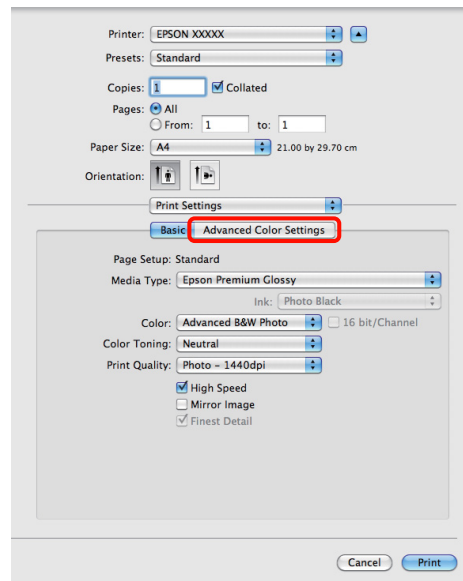 Printer: EPSON XXXXX
Presets: Standard
Copies: 1 Collated
Pages: All
From: 1 to: 1
Paper Size: A4 21.00 by 29.70 cm
Orientation:
Print Settings
Basic Advanced Color Settings
Page Setup: Standard
Media Type: Epson Premium Glossy
Ink: Photo Black
Color: Advanced B&W Photo 16 bit/Channel
Color Toning: Neutral
Print Quality: Photo - 1440dpi
High Speed
Mirror Image
Finest Detail
Cancel Print